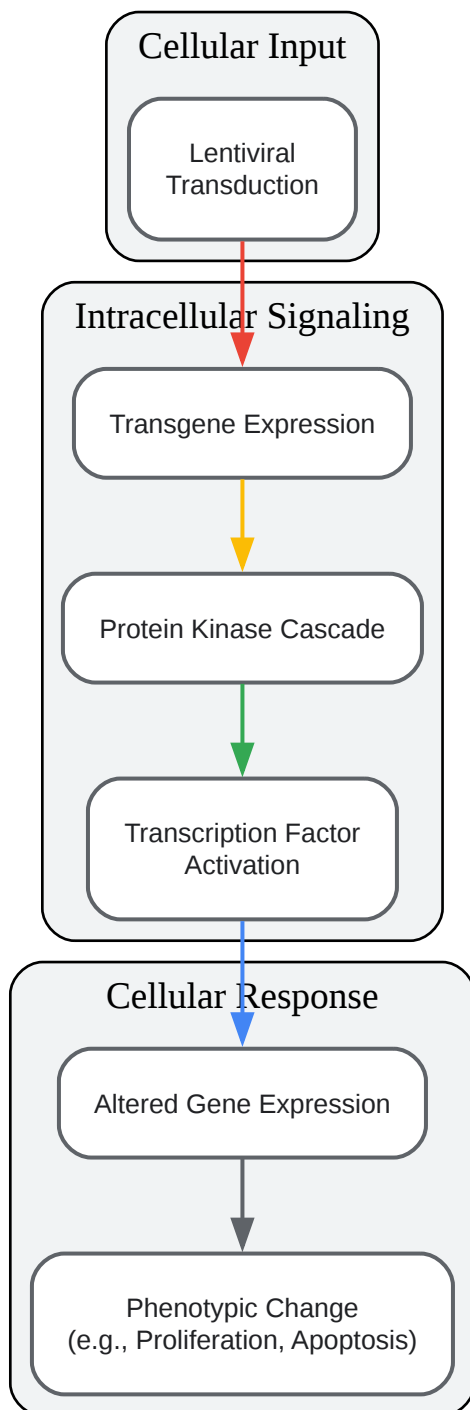 Cellular Input
Lentiviral
Transduction
Intracellular Signaling
Transgene Expression
Protein Kinase Cascade
Transcription Factor
Activation
Cellular Response
Altered Gene Expression
Phenotypic Change
(e.g., Proliferation, Apoptosis)